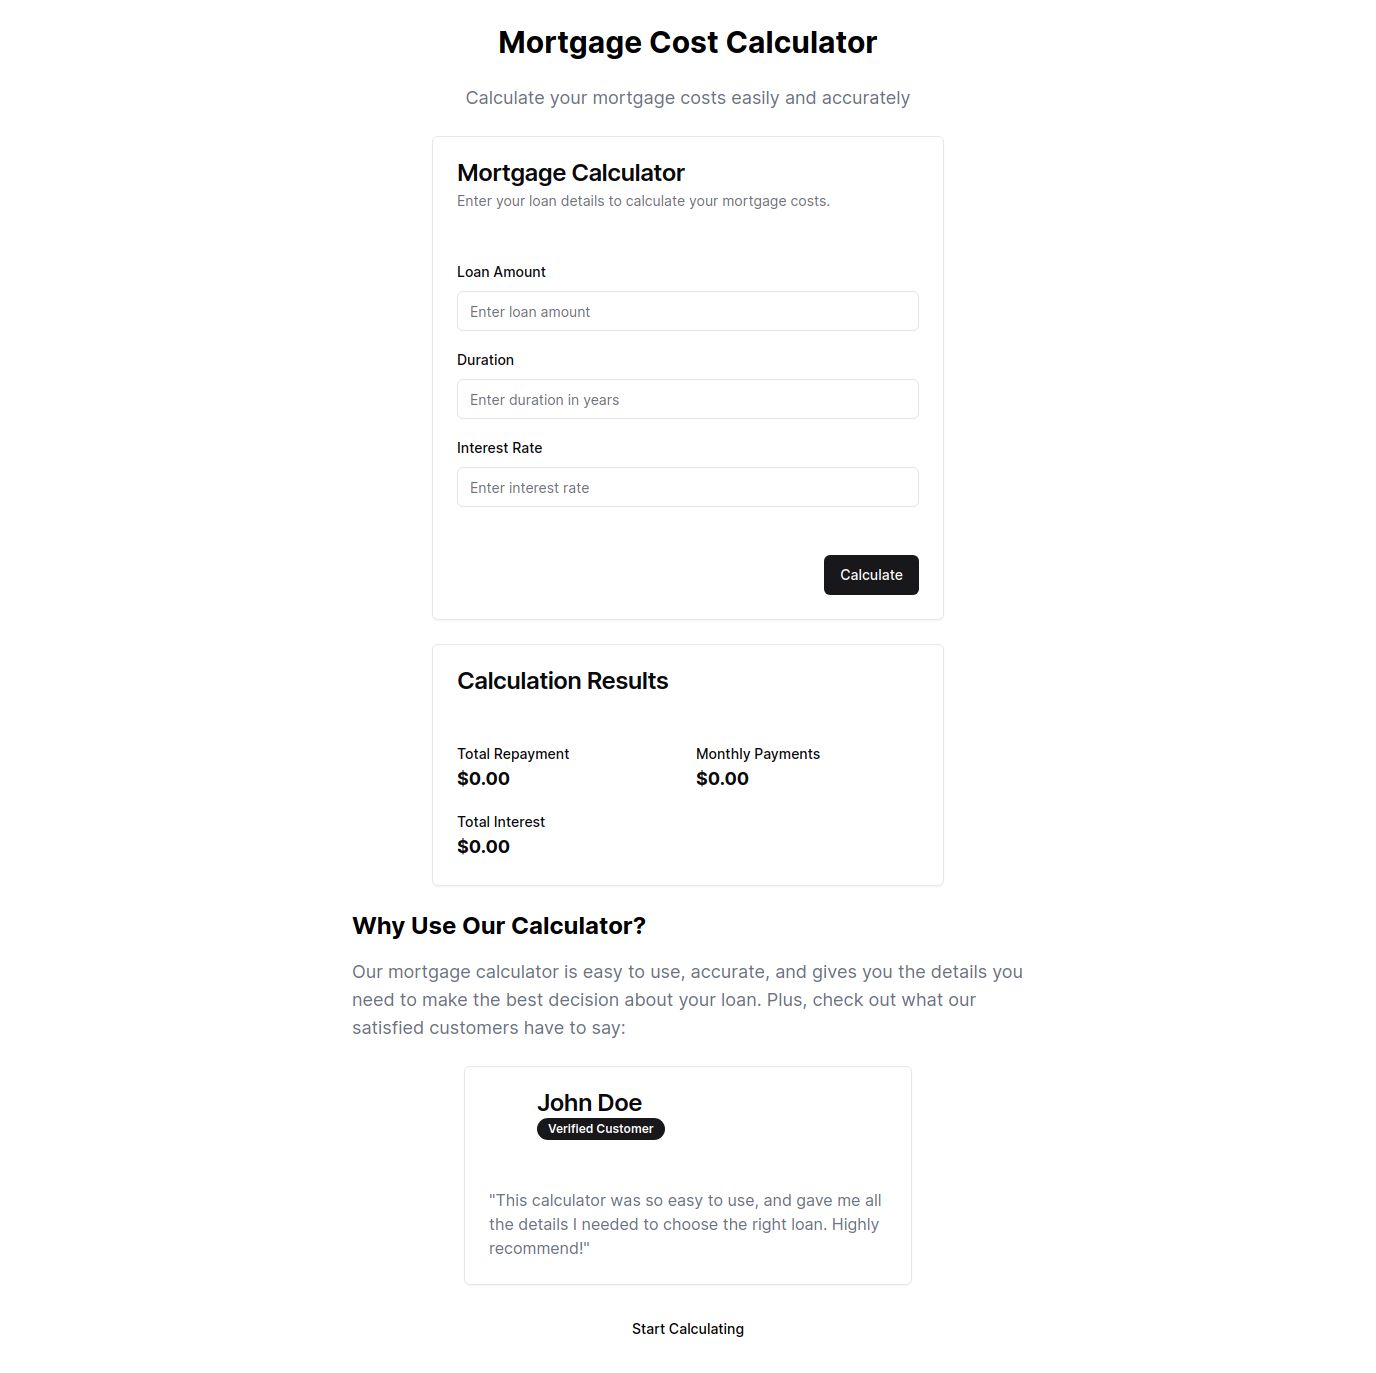 Mortgage Cost Calculator
Calculate your mortgage costs easily and accurately
Mortgage Calculator
Enter your loan details to calculate your mortgage costs.
Loan Amount
Enter loan amount
Duration
Enter duration in years
Interest Rate
Enter interest rate
Calculate
Calculation Results
Total Repayment
$0.00
Monthly Payments
$0.00
Total Interest
$0.00
Why Use Our Calculator?
Our mortgage calculator is easy to use, accurate, and gives you the details you
need to make the best decision about your loan. Plus, check out what our
satisfied customers have to say:
John Doe
Verified Customer
"This calculator was so easy to use, and gave me all
the details I needed to choose the right loan. Highly
recommend!"
Start Calculating